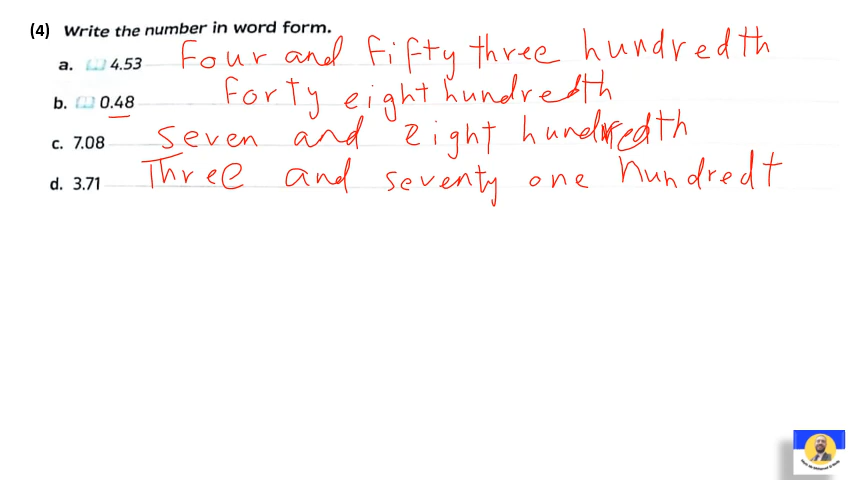 (4) Write the number in word form.
a. 4.53 Four and Fifty three hundredth
b. 0.48 Forty eight hundredth
c. 7.08 seven and eight hundredth
d. 3.71 Three and seventy one hundredt